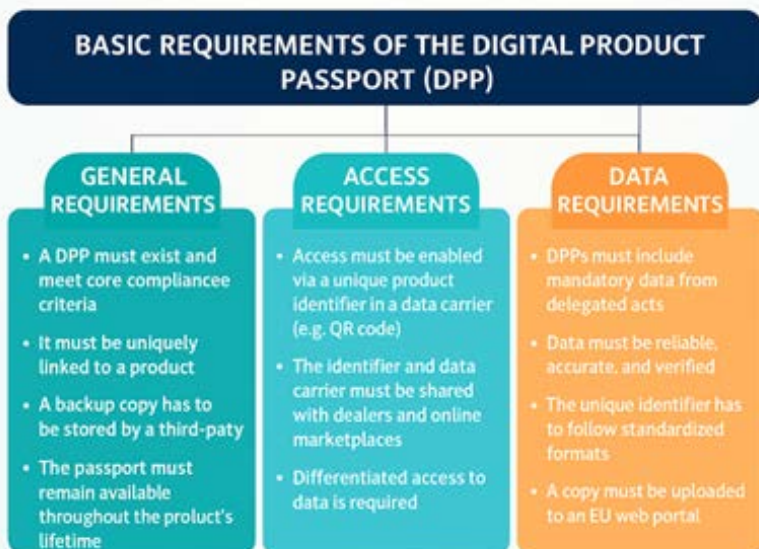 BASIC REQUIREMENTS OF THE DIGITAL PRODUCT
PASSPORT (DPP)
GENERAL
REQUIREMENTS
• A DPP must exist and
meet core compliancee
criteria
• It must be uniquely
linked to a product
• A backup copy has to
be stored by a third-paty
• The passport must
remain available
throughout the proluct's
lifetime
ACCESS
REQUIREMENTS
• Access must be enabled
via a unique product
identifier in a data carrier
(e.g. QR code)
• The identifier and data
carrier must be shared
with dealers and online
marketplaces
• Differentiated access to
data is required
DATA
REQUIREMENTS
• DPPs must include
mandatory data from
delegated acts
• Data must be reliable,
accurate, and verified
• The unique identifier has
to follow standardized
formats
• A copy must be uploaded
to an EU web portal